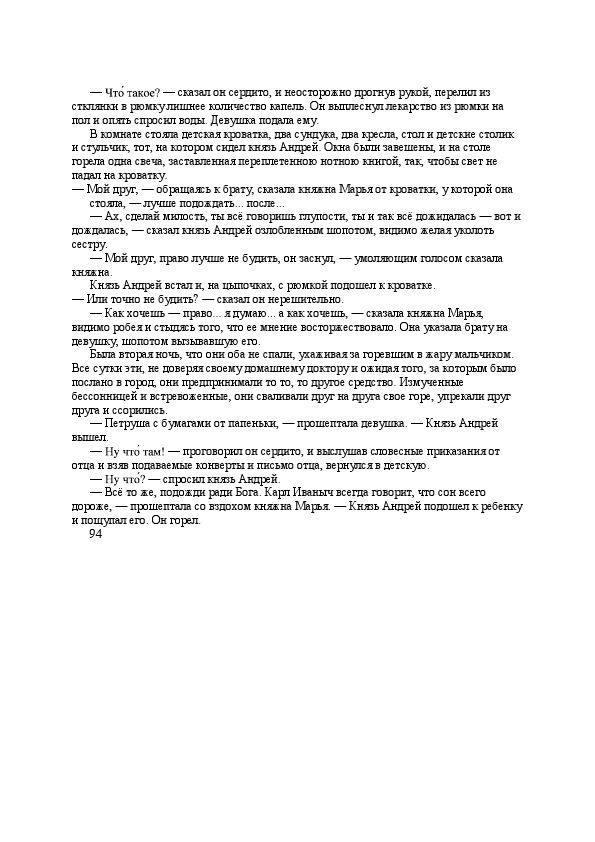 — Что́ такое? — сказал он сердито, и неосторожно дрогнув рукой, перелил из
стклянки в рюмку лишнее количество капель. Он выплеснул лекарство из рюмки на
пол и опять спросил воды. Девушка подала ему.
В комнате стояла детская кроватка, два сундука, два кресла, стол и детские столик
и стульчик, тот, на котором сидел князь Андрей. Окна были завешены, и на столе
горела одна свеча, заставленная переплетенною нотною книгой, так, чтобы свет не
падал на кроватку.
— Мой друг, — обращаясь к брату, сказала княжна Марья от кроватки, у которой она
стояла, — лучше подождать... после...
— Ах, сделай милость, ты всё говоришь глупости, ты и так всё дожидалась — вот и
дождалась, — сказал князь Андрей озлобленным шопотом, видимо желая уколоть
сестру.
— Мой друг, право лучше не будить, он заснул, — умоляющим голосом сказала
княжна.
Князь Андрей встал и, на цыпочках, с рюмкой подошел к кроватке.
— Или точно не будить? — сказал он нерешительно.
— Как хочешь — право... я думаю... а как хочешь, — сказала княжна Марья,
видимо робея и стыдясь того, что ее мнение восторжествовало. Она указала брату на
девушку, шопотом вызывавшую его.
Была вторая ночь, что они оба не спали, ухаживая за горевшим в жару мальчиком.
Все сутки эти, не доверяя своему домашнему доктору и ожидая того, за которым было
послано в город, они предпринимали то то, то другое средство. Измученные
бессонницей и встревоженные, они сваливали друг на друга свое горе, упрекали друг
друга и ссорились.
— Петруша с бумагами от папеньки, — прошептала девушка. — Князь Андрей
вышел.
— Ну что́ там! — проговорил он сердито, и выслушав словесные приказания от
отца и взяв подаваемые конверты и письмо отца, вернулся в детскую.
— Ну что́? — спросил князь Андрей.
— Всё то же, подожди ради Бога. Карл Иваныч всегда говорит, что сон всего
дороже, — прошептала со вздохом княжна Марья. — Князь Андрей подошел к ребенку
и пощупал его. Он горел.
94